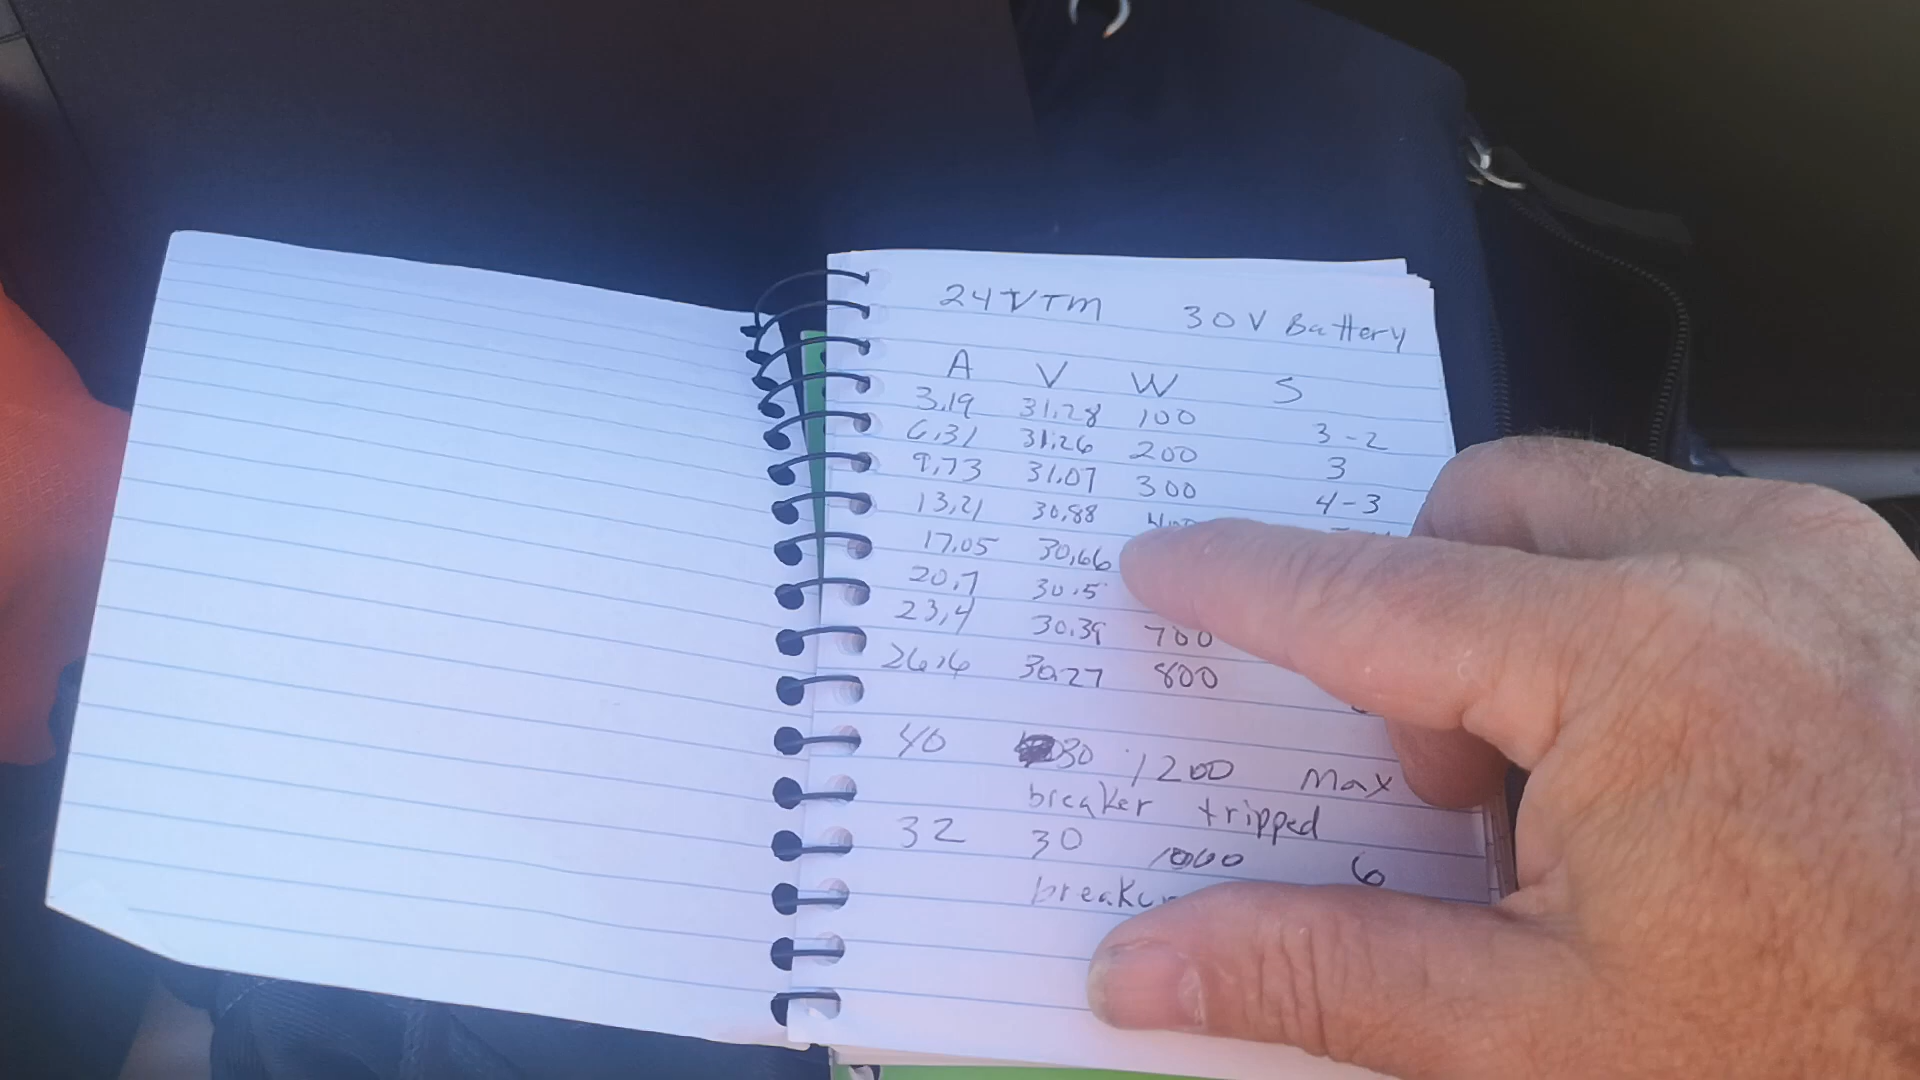 24VTM 30V Battery
A V W S
3.19 31.28 100 3-2
6.31 31.26 200 3
9.73 31.07 300 4-3
13.21 30.88
17.05 30.66
20.7 30.5
23.4 30.39 700
26.6 30.27 800
40 30 1200 Max
breaker tripped
32 30 1000 6